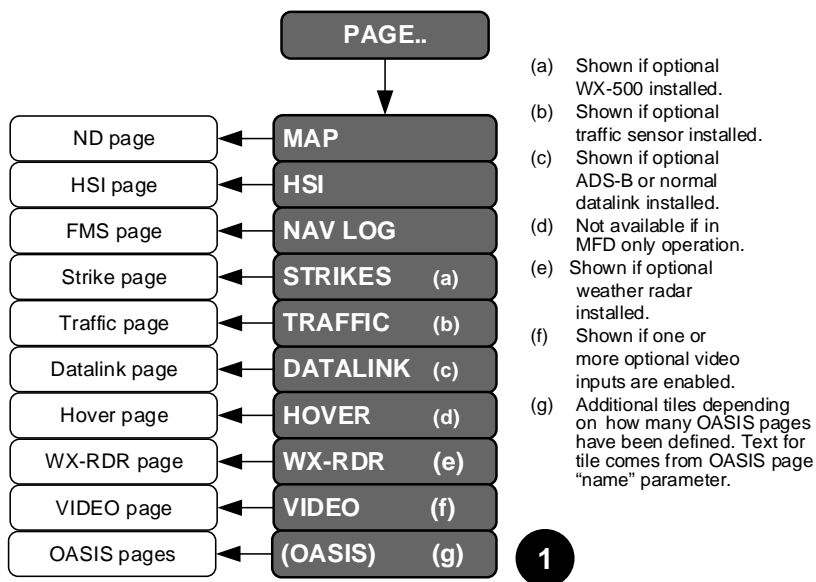 PAGE..
ND page
MAP
HSI page
HSI
FMS page
NAV LOG
Strike page
STRIKES (a)
Traffic page
TRAFFIC (b)
Datalink page
DATALINK (c)
Hover page
HOVER (d)
WX-RDR page
WX-RDR (e)
VIDEO page
VIDEO (f)
OASIS pages
(OASIS) (g)
1
(a) Shown if optional
WX-500 installed.
(b) Shown if optional
traffic sensor installed.
(c) Shown if optional
ADS-B or normal
datalink installed.
(d) Not available if in
MFD only operation.
(e) Shown if optional
weather radar
installed.
(f) Shown if one or
more optional video
inputs are enabled.
(g) Additional tiles depending
on how many OASIS pages
have been defined. Text for
tile comes from OASIS page
“name” parameter.